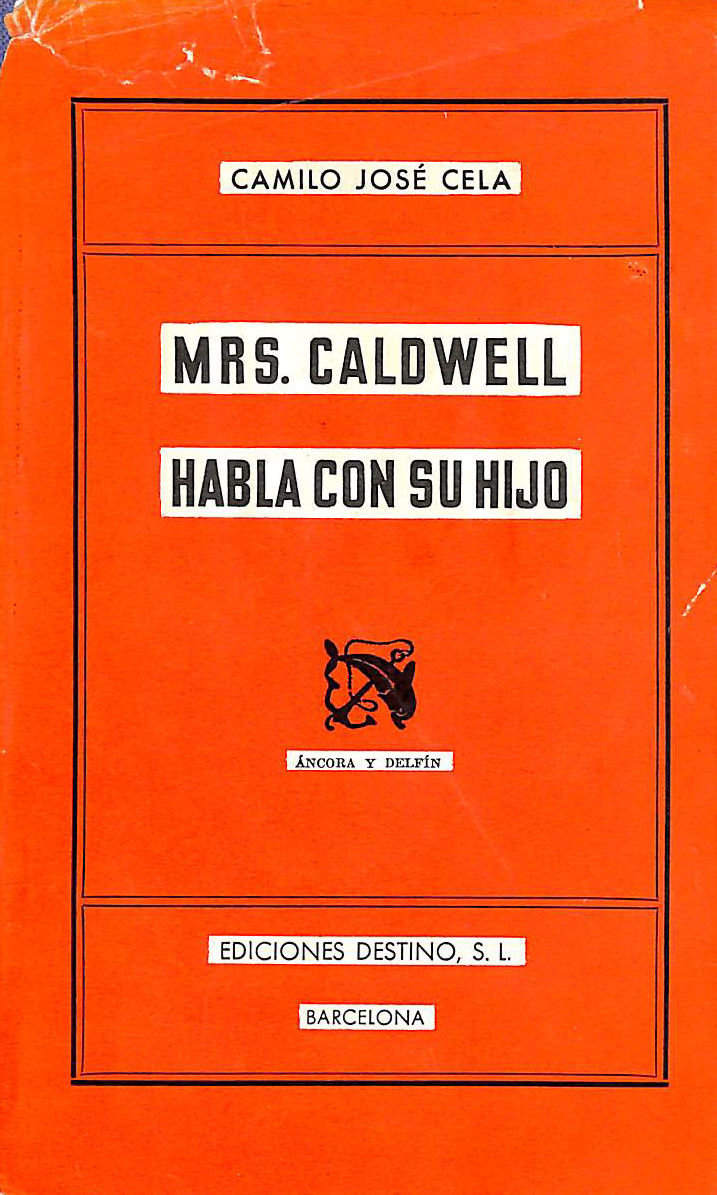 CAMILO JOSÉ CELA
MRS. CALDWELL
HABLA CON SU HIJO
ÁNCORA Y DELFÍN
EDICIONES DESTINO, S. L.
BARCELONA